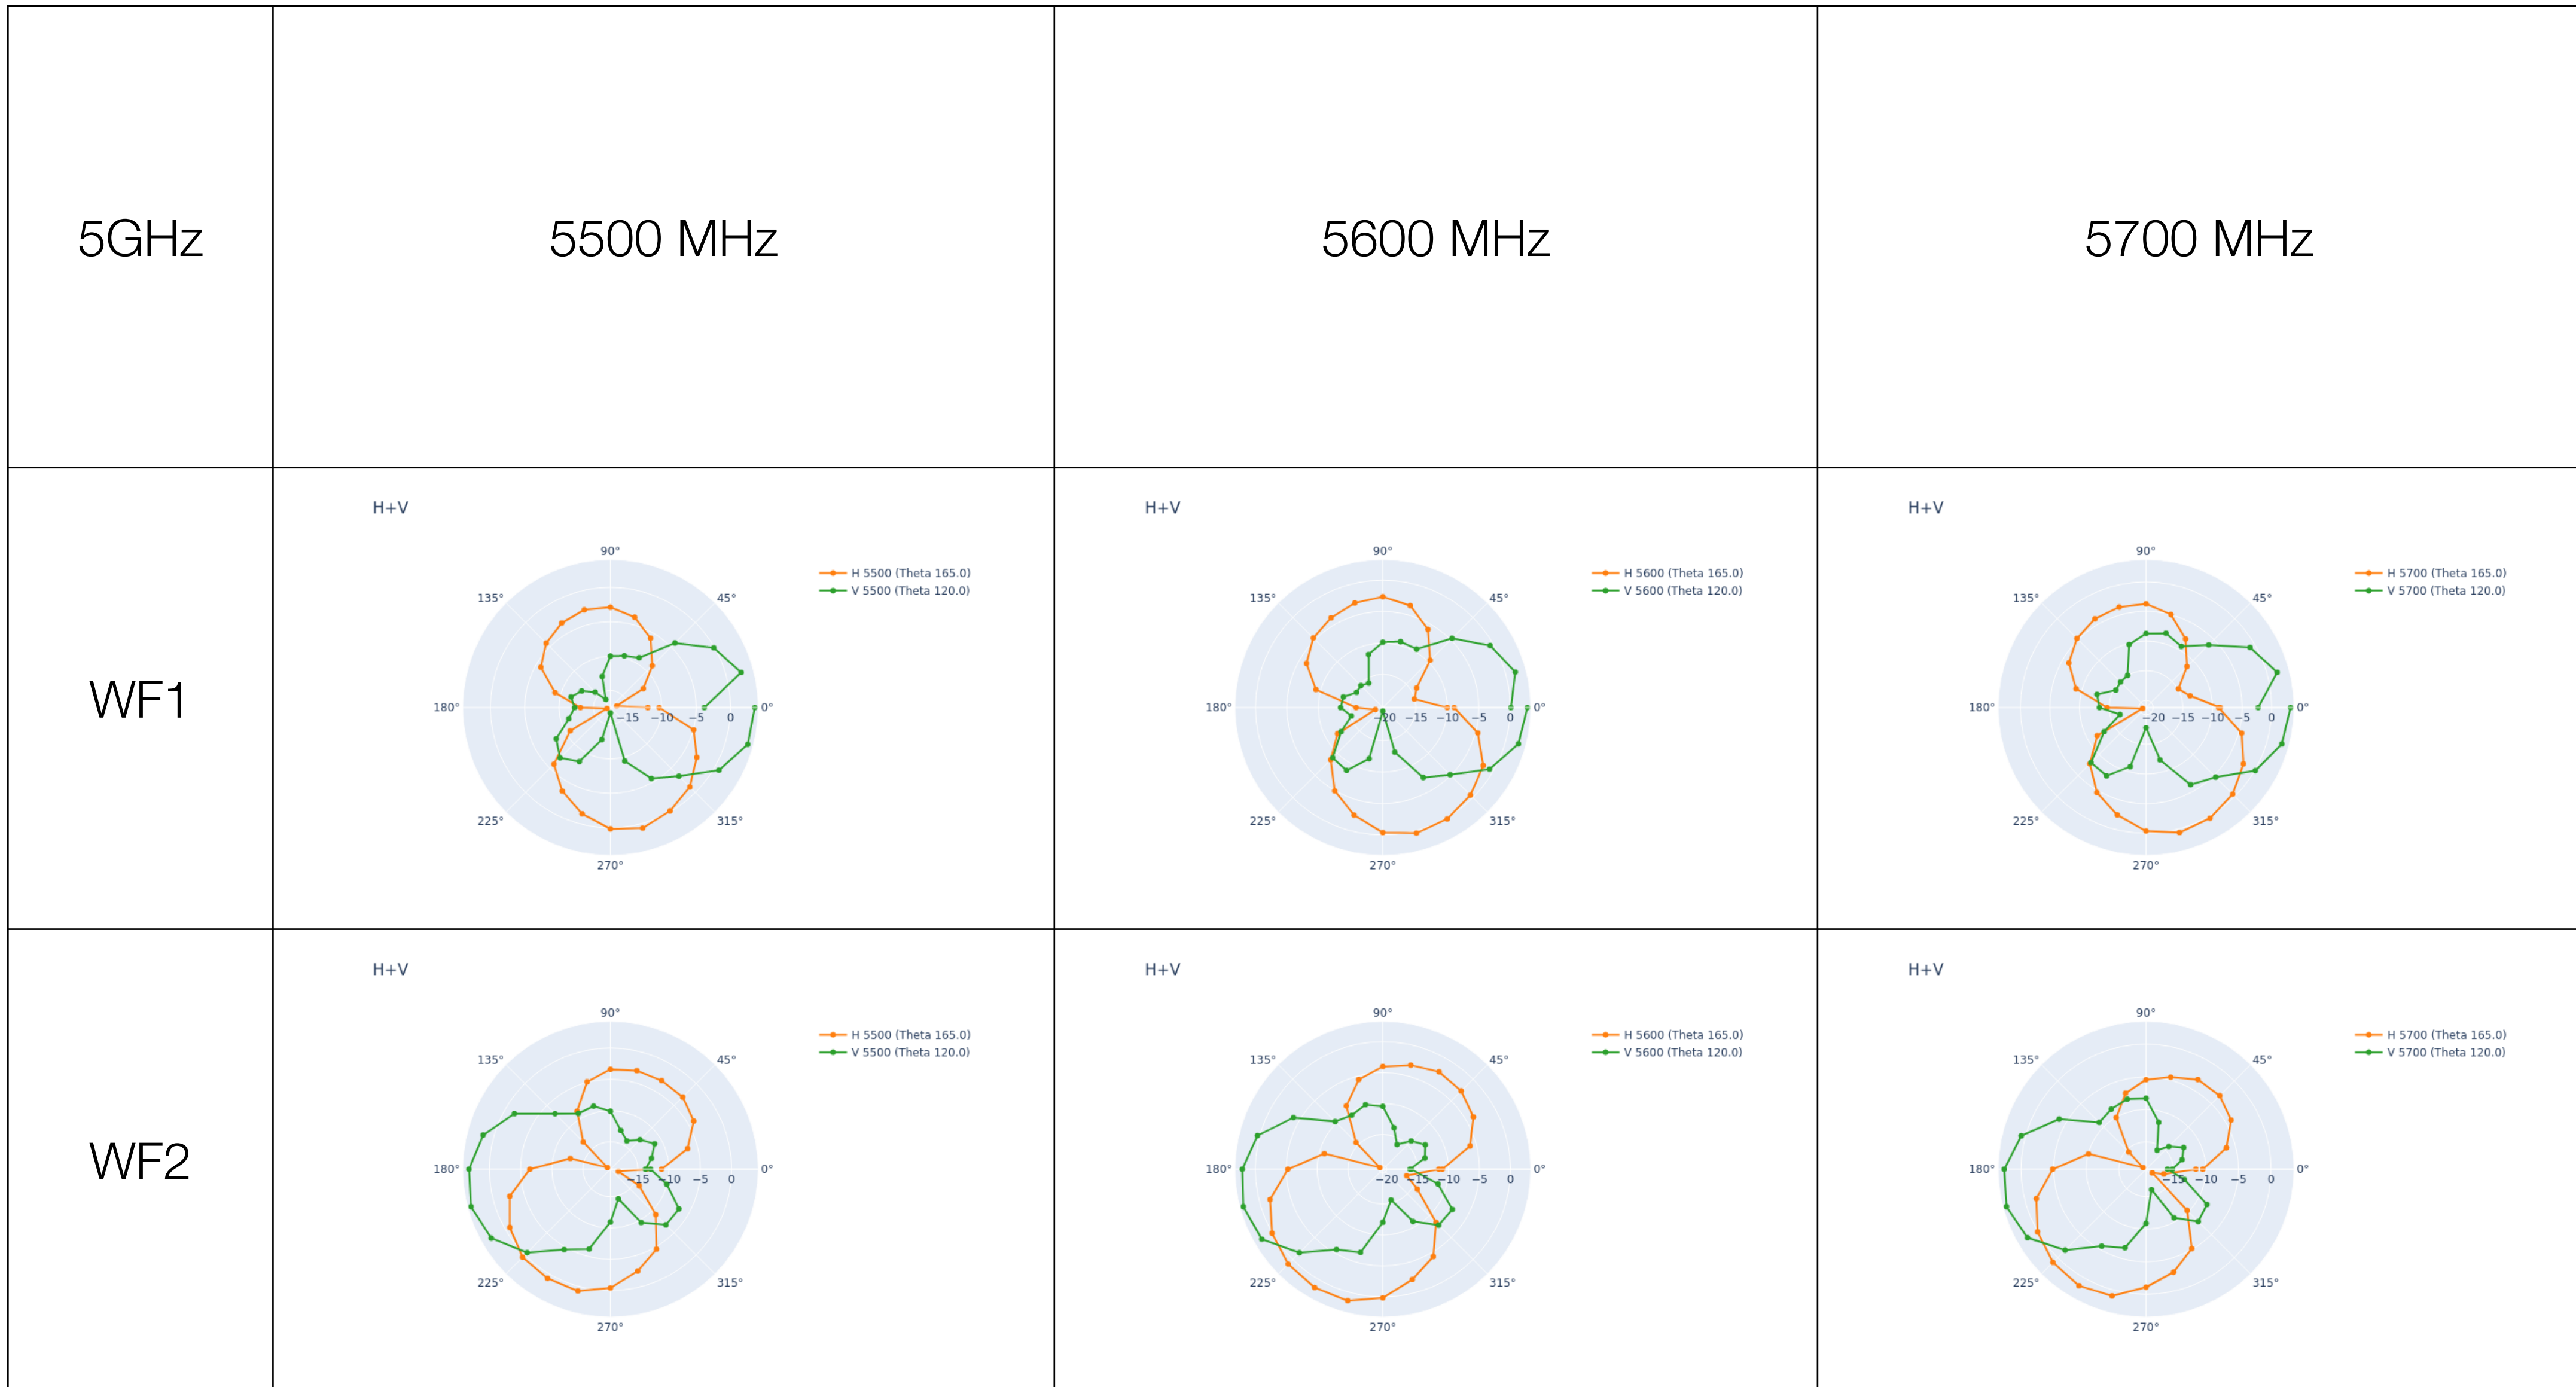 5GHz
5500 MHz
5600 MHz
5700 MHz
WF1
H+V
90°
135°
45°
180°
0°
−15 −10 −5 0
225°
315°
270°
H 5500 (Theta 165.0)
V 5500 (Theta 120.0)
H+V
90°
135°
45°
180°
0°
−20 −15 −10 −5 0
225°
315°
270°
H 5600 (Theta 165.0)
V 5600 (Theta 120.0)
H+V
90°
135°
45°
180°
0°
−20 −15 −10 −5 0
225°
315°
270°
H 5700 (Theta 165.0)
V 5700 (Theta 120.0)
WF2
H+V
90°
135°
45°
180°
0°
−15 −10 −5 0
225°
315°
270°
H 5500 (Theta 165.0)
V 5500 (Theta 120.0)
H+V
90°
135°
45°
180°
0°
−20 −15 −10 −5 0
225°
315°
270°
H 5600 (Theta 165.0)
V 5600 (Theta 120.0)
H+V
90°
135°
45°
180°
0°
−15 −10 −5 0
225°
315°
270°
H 5700 (Theta 165.0)
V 5700 (Theta 120.0)